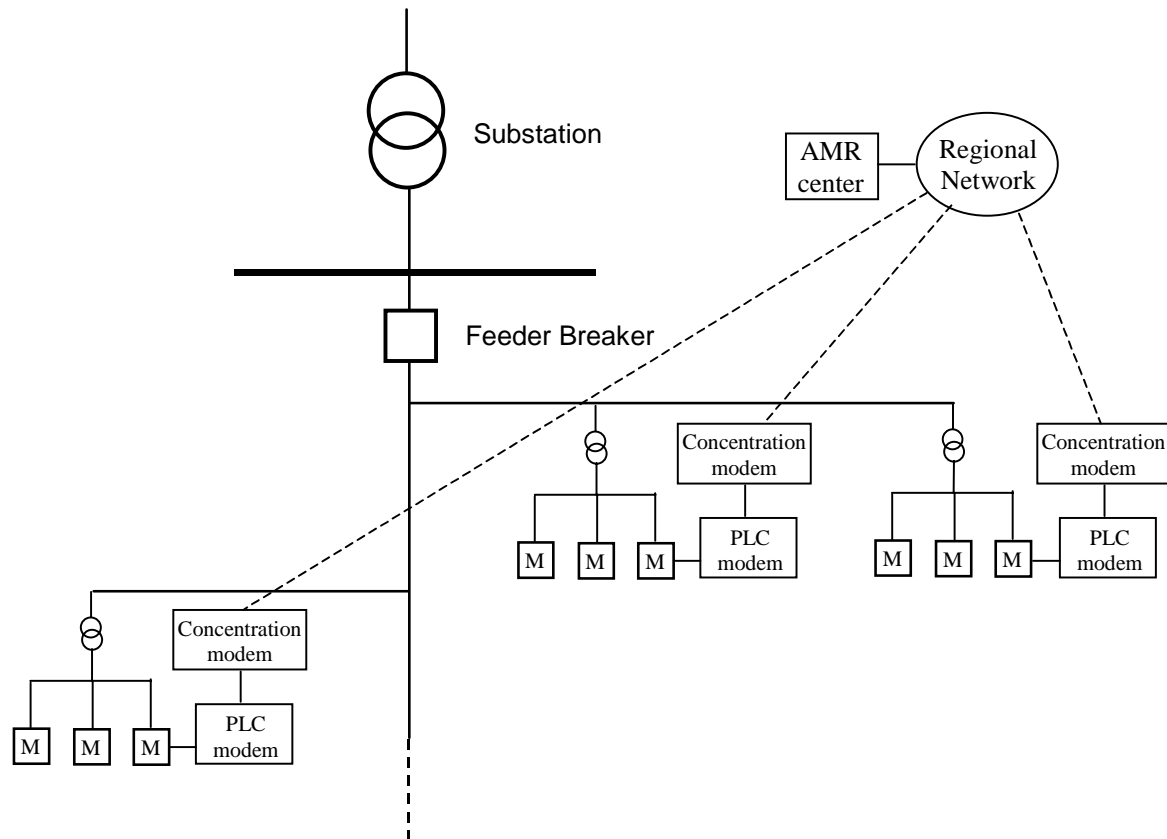 Substation
AMR
center
Regional
Network
Feeder Breaker
Concentration
modem
Concentration
modem
PLC
modem
M
M
M
PLC
modem
M
M
M
Concentration
modem
PLC
modem
M
M
M